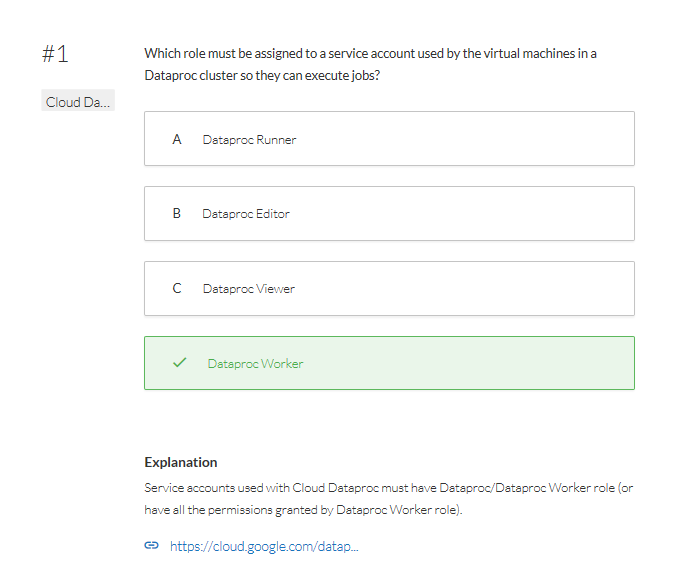 #1
Cloud Da...
Which role must be assigned to a service account used by the virtual machines in a
Dataproc cluster so they can execute jobs?
A Dataproc Runner
B Dataproc Editor
C Dataproc Viewer
Dataproc Worker
Explanation
Service accounts used with Cloud Dataproc must have Dataproc/Dataproc Worker role (or
have all the permissions granted by Dataproc Worker role).
https://cloud.google.com/datap...